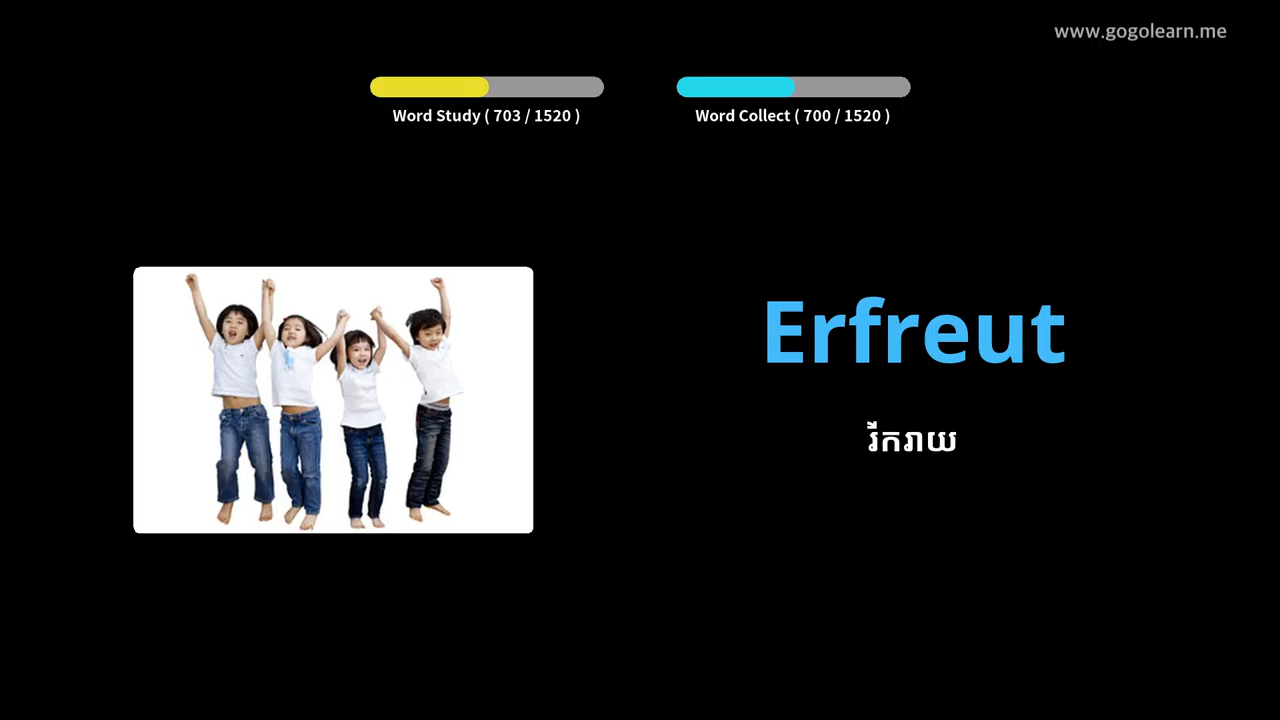 www.gogolearn.me
Word Study ( 703 / 1520 )
Word Collect ( 700 / 1520 )
Erfreut
រីករាយ